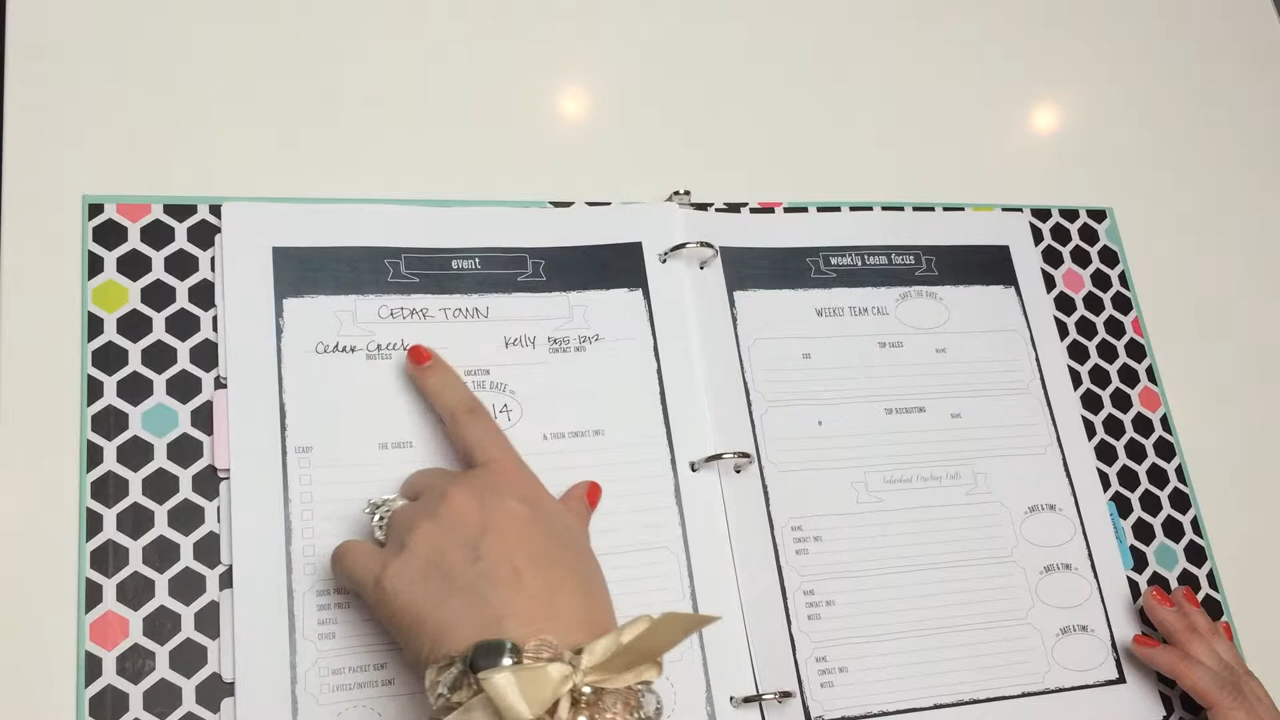 event
CEDAR TOWN
Cedar Creek
HOSTESS
Kelly 555-1212
CONTACT INFO
LOCATION
THE DATE
14
LEAD?
THE GUESTS
& THEIR CONTACT INFO
DOOR PRIZE
DOOR PRIZE
RAFFLE
OTHER
HOST PACKET SENT
EVITES/INVITES SENT
weekly team focus
WEEKLY TEAM CALL
SAVE THE DATE
TOP SALES
$$$
NAME
TOP RECRUITING
#
NAME
Scheduled Coaching Calls
DATE & TIME
NAME
CONTACT INFO
NOTES
DATE & TIME
NAME
CONTACT INFO
NOTES
DATE & TIME
NAME
CONTACT INFO
NOTES